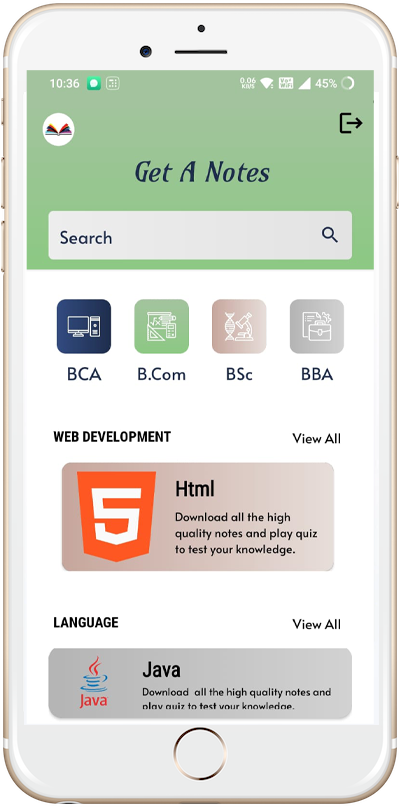 10:36
0.06
KB/S
Vo+
WiFi
45%
Get A Notes
Search
BCA
B.Com
BSc
BBA
WEB DEVELOPMENT
View All
5
Html
Download all the high
quality notes and play quiz
to test your knowledge.
LANGUAGE
View All
Java
Java
Download all the high quality notes and
play quiz to test your knowledge.